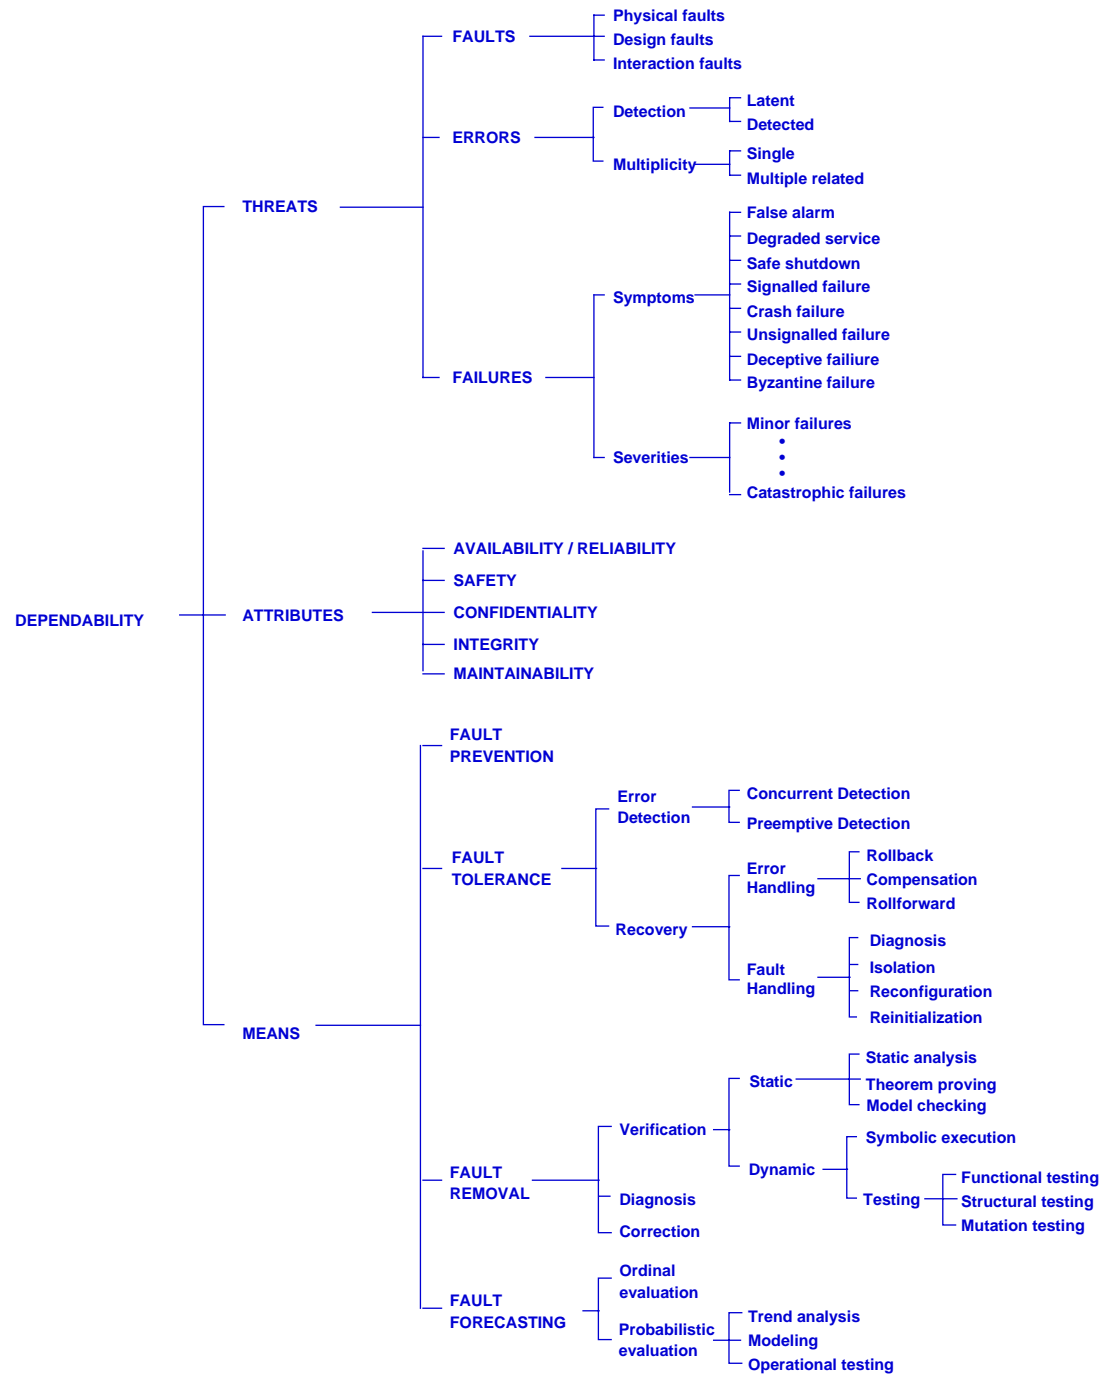 Physical faults
FAULTS
Design faults
Interaction faults
Latent
Detection
Detected
ERRORS
Single
Multiplicity
Multiple related
THREATS
False alarm
Degraded service
Safe shutdown
Signalled failure
Symptoms
Crash failure
Unsignalled failure
Deceptive failiure
FAILURES
Byzantine failure
Minor failures
•
Severities
•
•
Catastrophic failures
AVAILABILITY / RELIABILITY
SAFETY
CONFIDENTIALITY
DEPENDABILITY
ATTRIBUTES
INTEGRITY
MAINTAINABILITY
FAULT
PREVENTION
Error
Detection
Concurrent Detection
Preemptive Detection
FAULT
TOLERANCE
Error
Handling
Rollback
Compensation
Rollforward
Recovery
Fault
Handling
Diagnosis
Isolation
Reconfiguration
Reinitialization
MEANS
Static analysis
Static
Theorem proving
Model checking
Verification
Symbolic execution
Dynamic
FAULT
REMOVAL
Functional testing
Testing
Structural testing
Mutation testing
Diagnosis
Correction
Ordinal
evaluation
FAULT
FORECASTING
Probabilistic
evaluation
Trend analysis
Modeling
Operational testing